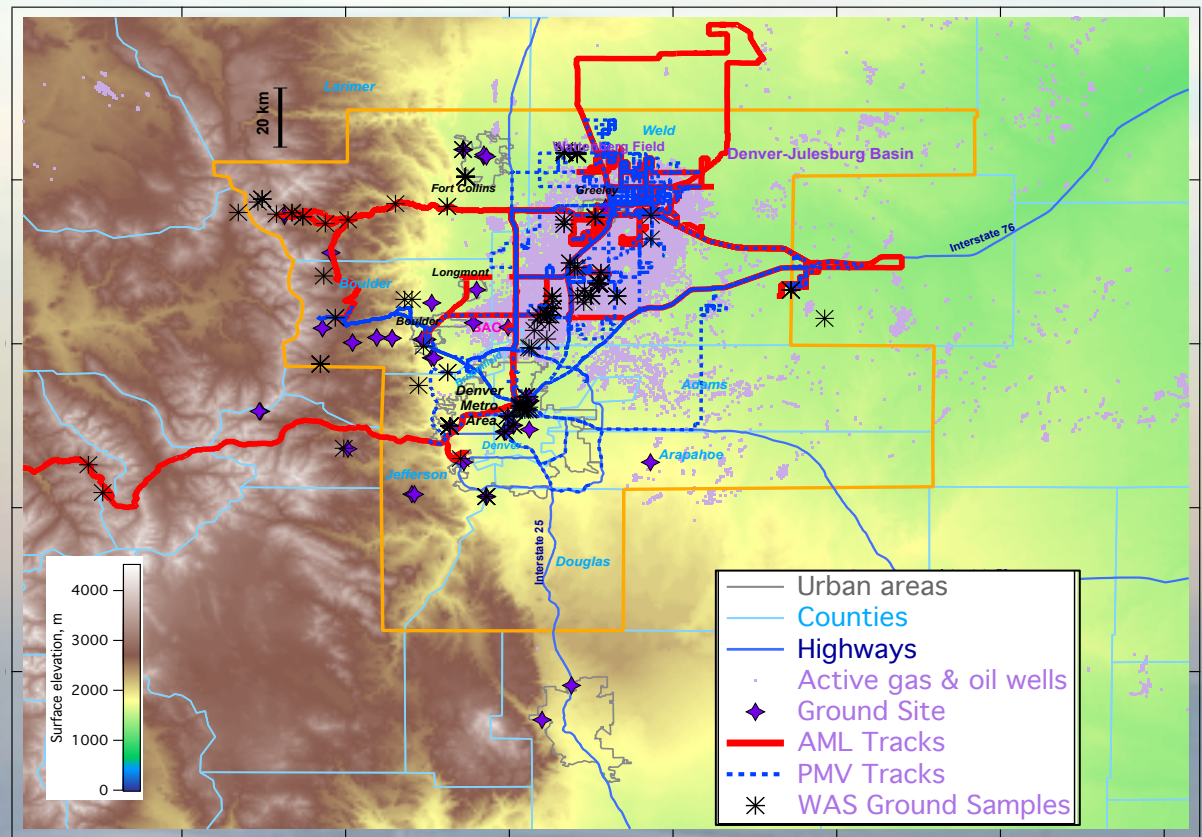 Larimer
20 km
Weld
Wattenberg Field
Denver-Julesburg Basin
Fort Collins
Greeley
Interstate 76
Longmont
Boulder
Boulder
BAO
Denver
Metro
Area
Adams
Denver
Arapahoe
Jefferson
Interstate 25
Douglas
Surface elevation, m
4000
3000
2000
1000
0
Urban areas
Counties
Highways
Active gas & oil wells
Ground Site
AML Tracks
PMV Tracks
WAS Ground Samples